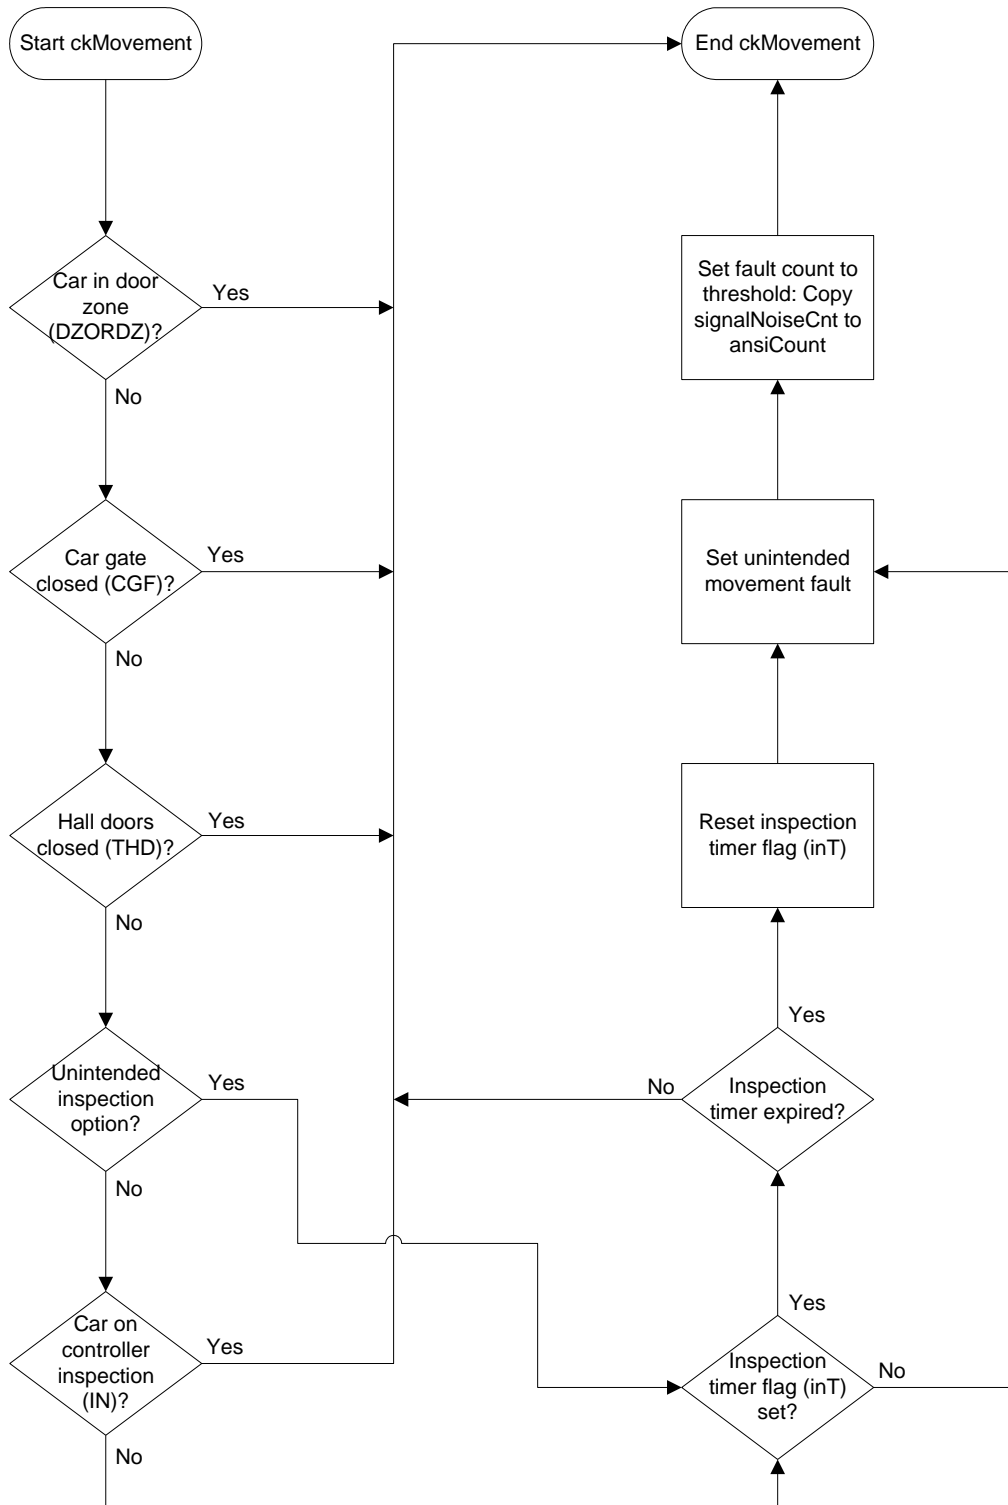 Start ckMovement
End ckMovement
Car in door
zone
(DZORDZ)?
Yes
No
Set fault count to
threshold: Copy
signalNoiseCnt to
ansiCount
Car gate
closed (CGF)?
Yes
No
Set unintended
movement fault
Hall doors
closed (THD)?
Yes
No
Reset inspection
timer flag (inT)
Unintended
inspection
option?
Yes
No
Inspection
timer expired?
No
Yes
Car on
controller
inspection
(IN)?
Yes
No
Inspection
timer flag (inT)
set?
Yes
No